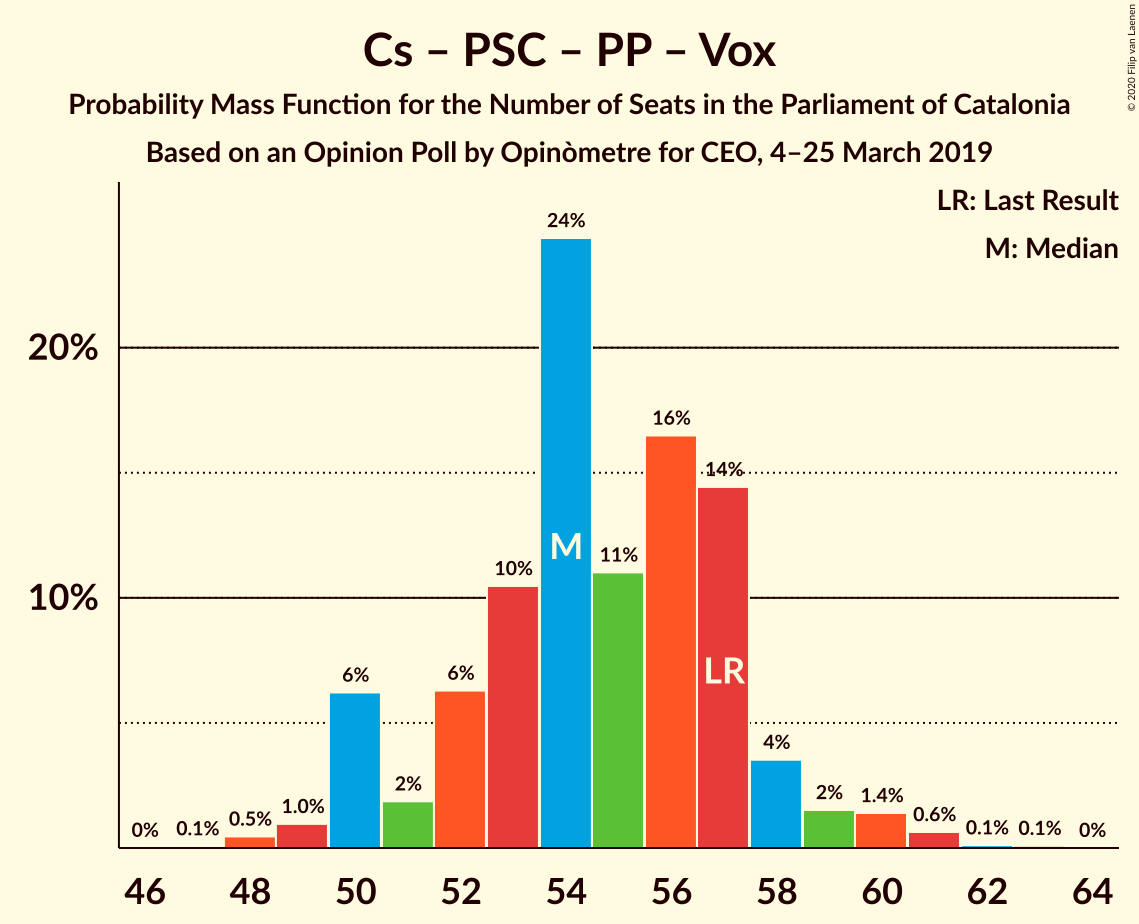 Cs – PSC – PP – Vox
Probability Mass Function for the Number of Seats in the Parliament of Catalonia
Based on an Opinion Poll by Opinòmetre for CEO, 4–25 March 2019
© 2020 Filip van Laenen
LR: Last Result
M: Median
20%
10%
0%
0.1%
0.5%
1.0%
6%
2%
6%
10%
24%
11%
16%
14%
4%
2%
1.4%
0.6%
0.1%
0.1%
0%
M
LR
46 48 50 52 54 56 58 60 62 64